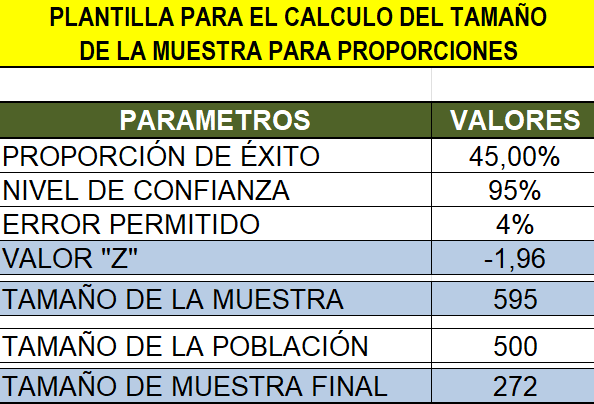 PLANTILLA PARA EL CALCULO DEL TAMAÑO
DE LA MUESTRA PARA PROPORCIONES
PARAMETROS VALORES
PROPORCIÓN DE ÉXITO 45,00%
NIVEL DE CONFIANZA 95%
ERROR PERMITIDO 4%
VALOR "Z" -1,96
TAMAÑO DE LA MUESTRA 595
TAMAÑO DE LA POBLACIÓN 500
TAMAÑO DE MUESTRA FINAL 272